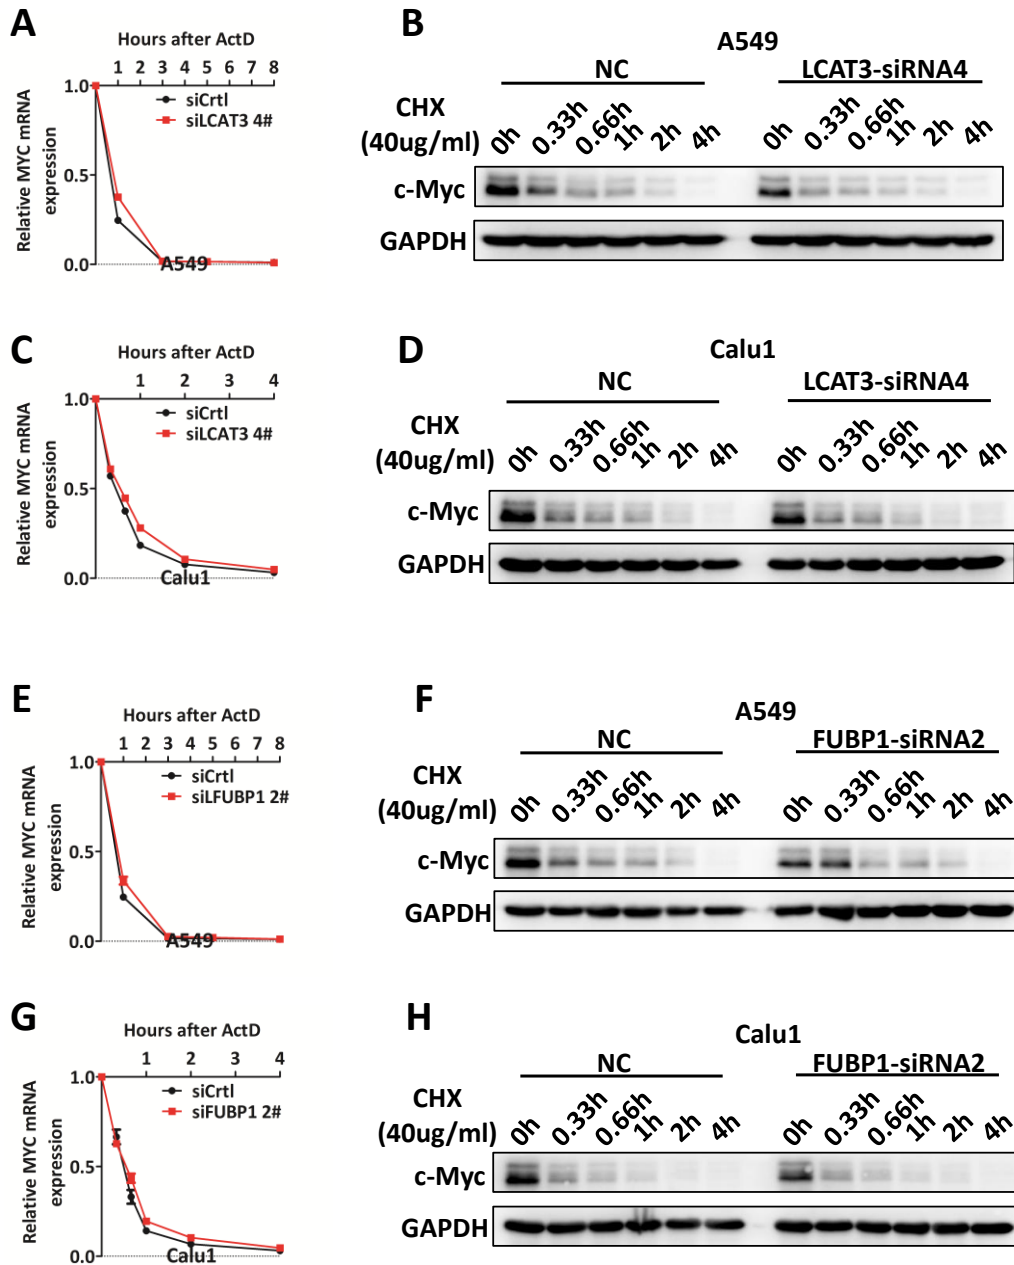 A
Hours after ActD
1 2 3 4 5 6 7 8
1.0
0.5
0.0
Relative MYC mRNA
expression
siCrtl
siLCAT3 4#
A549
B
A549
NC
LCAT3-siRNA4
CHX
(40ug/ml)
0h 0.33h 0.66h 1h 2h 4h 0h 0.33h 0.66h 1h 2h 4h
c-Myc
GAPDH
C
Hours after ActD
1 2 3 4
1.0
0.5
0.0
Relative MYC mRNA
expression
siCrtl
siLCAT3 4#
Calu1
D
Calu1
NC
LCAT3-siRNA4
CHX
(40ug/ml)
0h 0.33h 0.66h 1h 2h 4h 0h 0.33h 0.66h 1h 2h 4h
c-Myc
GAPDH
E
Hours after ActD
1 2 3 4 5 6 7 8
1.0
0.5
0.0
Relative MYC mRNA
expression
siCrtl
siLFUBP1 2#
A549
F
A549
NC
FUBP1-siRNA2
CHX
(40ug/ml)
0h 0.33h 0.66h 1h 2h 4h 0h 0.33h 0.66h 1h 2h 4h
c-Myc
GAPDH
G
Hours after ActD
1 2 3 4
1.0
0.5
0.0
Relative MYC mRNA
expression
siCrtl
siFUBP1 2#
Calu1
H
Calu1
NC
FUBP1-siRNA2
CHX
(40ug/ml)
0h 0.33h 0.66h 1h 2h 4h 0h 0.33h 0.66h 1h 2h 4h
c-Myc
GAPDH